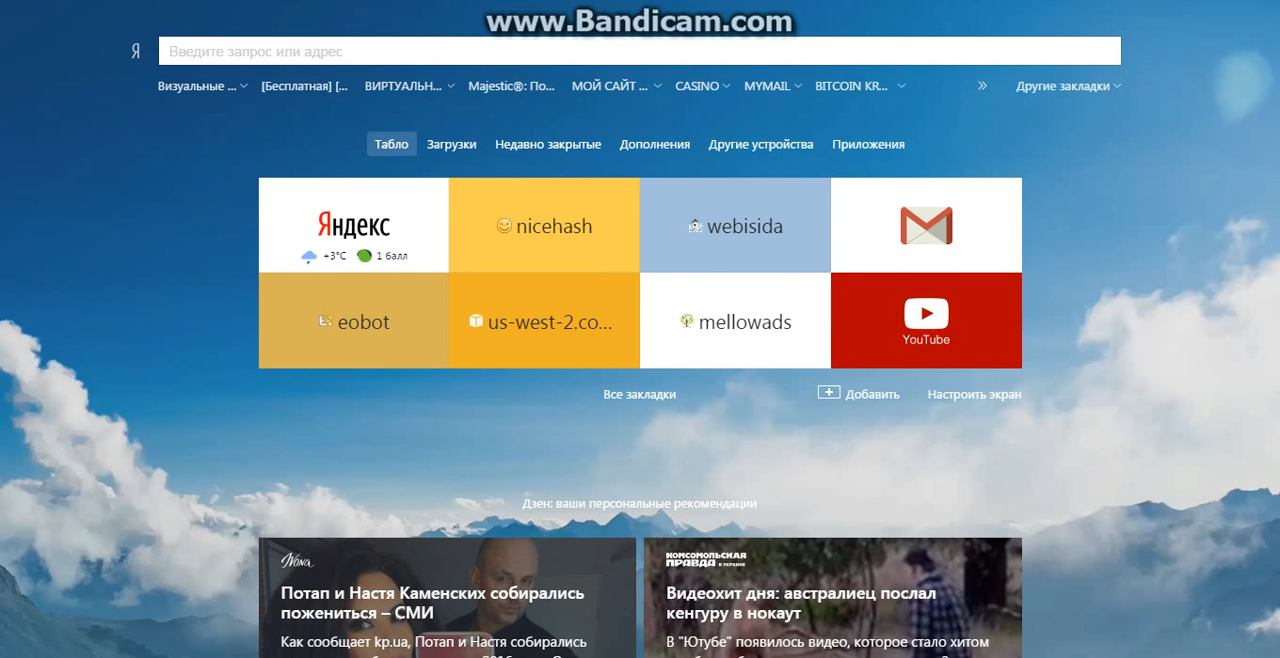 www.Bandicam.com
Я
Введите запрос или адрес
Визуальные ... [Бесплатная] [... ВИРТУАЛЬН... Majestic®: По... МОЙ САЙТ ... CASINO MYMAIL BITCOIN KR... » Другие закладки
Табло Загрузки Недавно закрытые Дополнения Другие устройства Приложения
Яндекс
+3°C 1 балл
nicehash
webisida
eobot
us-west-2.co...
mellowads
YouTube
Все закладки Добавить Настроить экран
Дзен: ваши персональные рекомендации
Nona
Потап и Настя Каменских собирались
пожениться – СМИ
Как сообщает kp.ua, Потап и Настя собирались
КОМСОМОЛЬСКАЯ
ПРАВДА В УКРАИНЕ
Видеохит дня: австралиец послал
кенгуру в нокаут
В "Ютубе" появилось видео, которое стало хитом